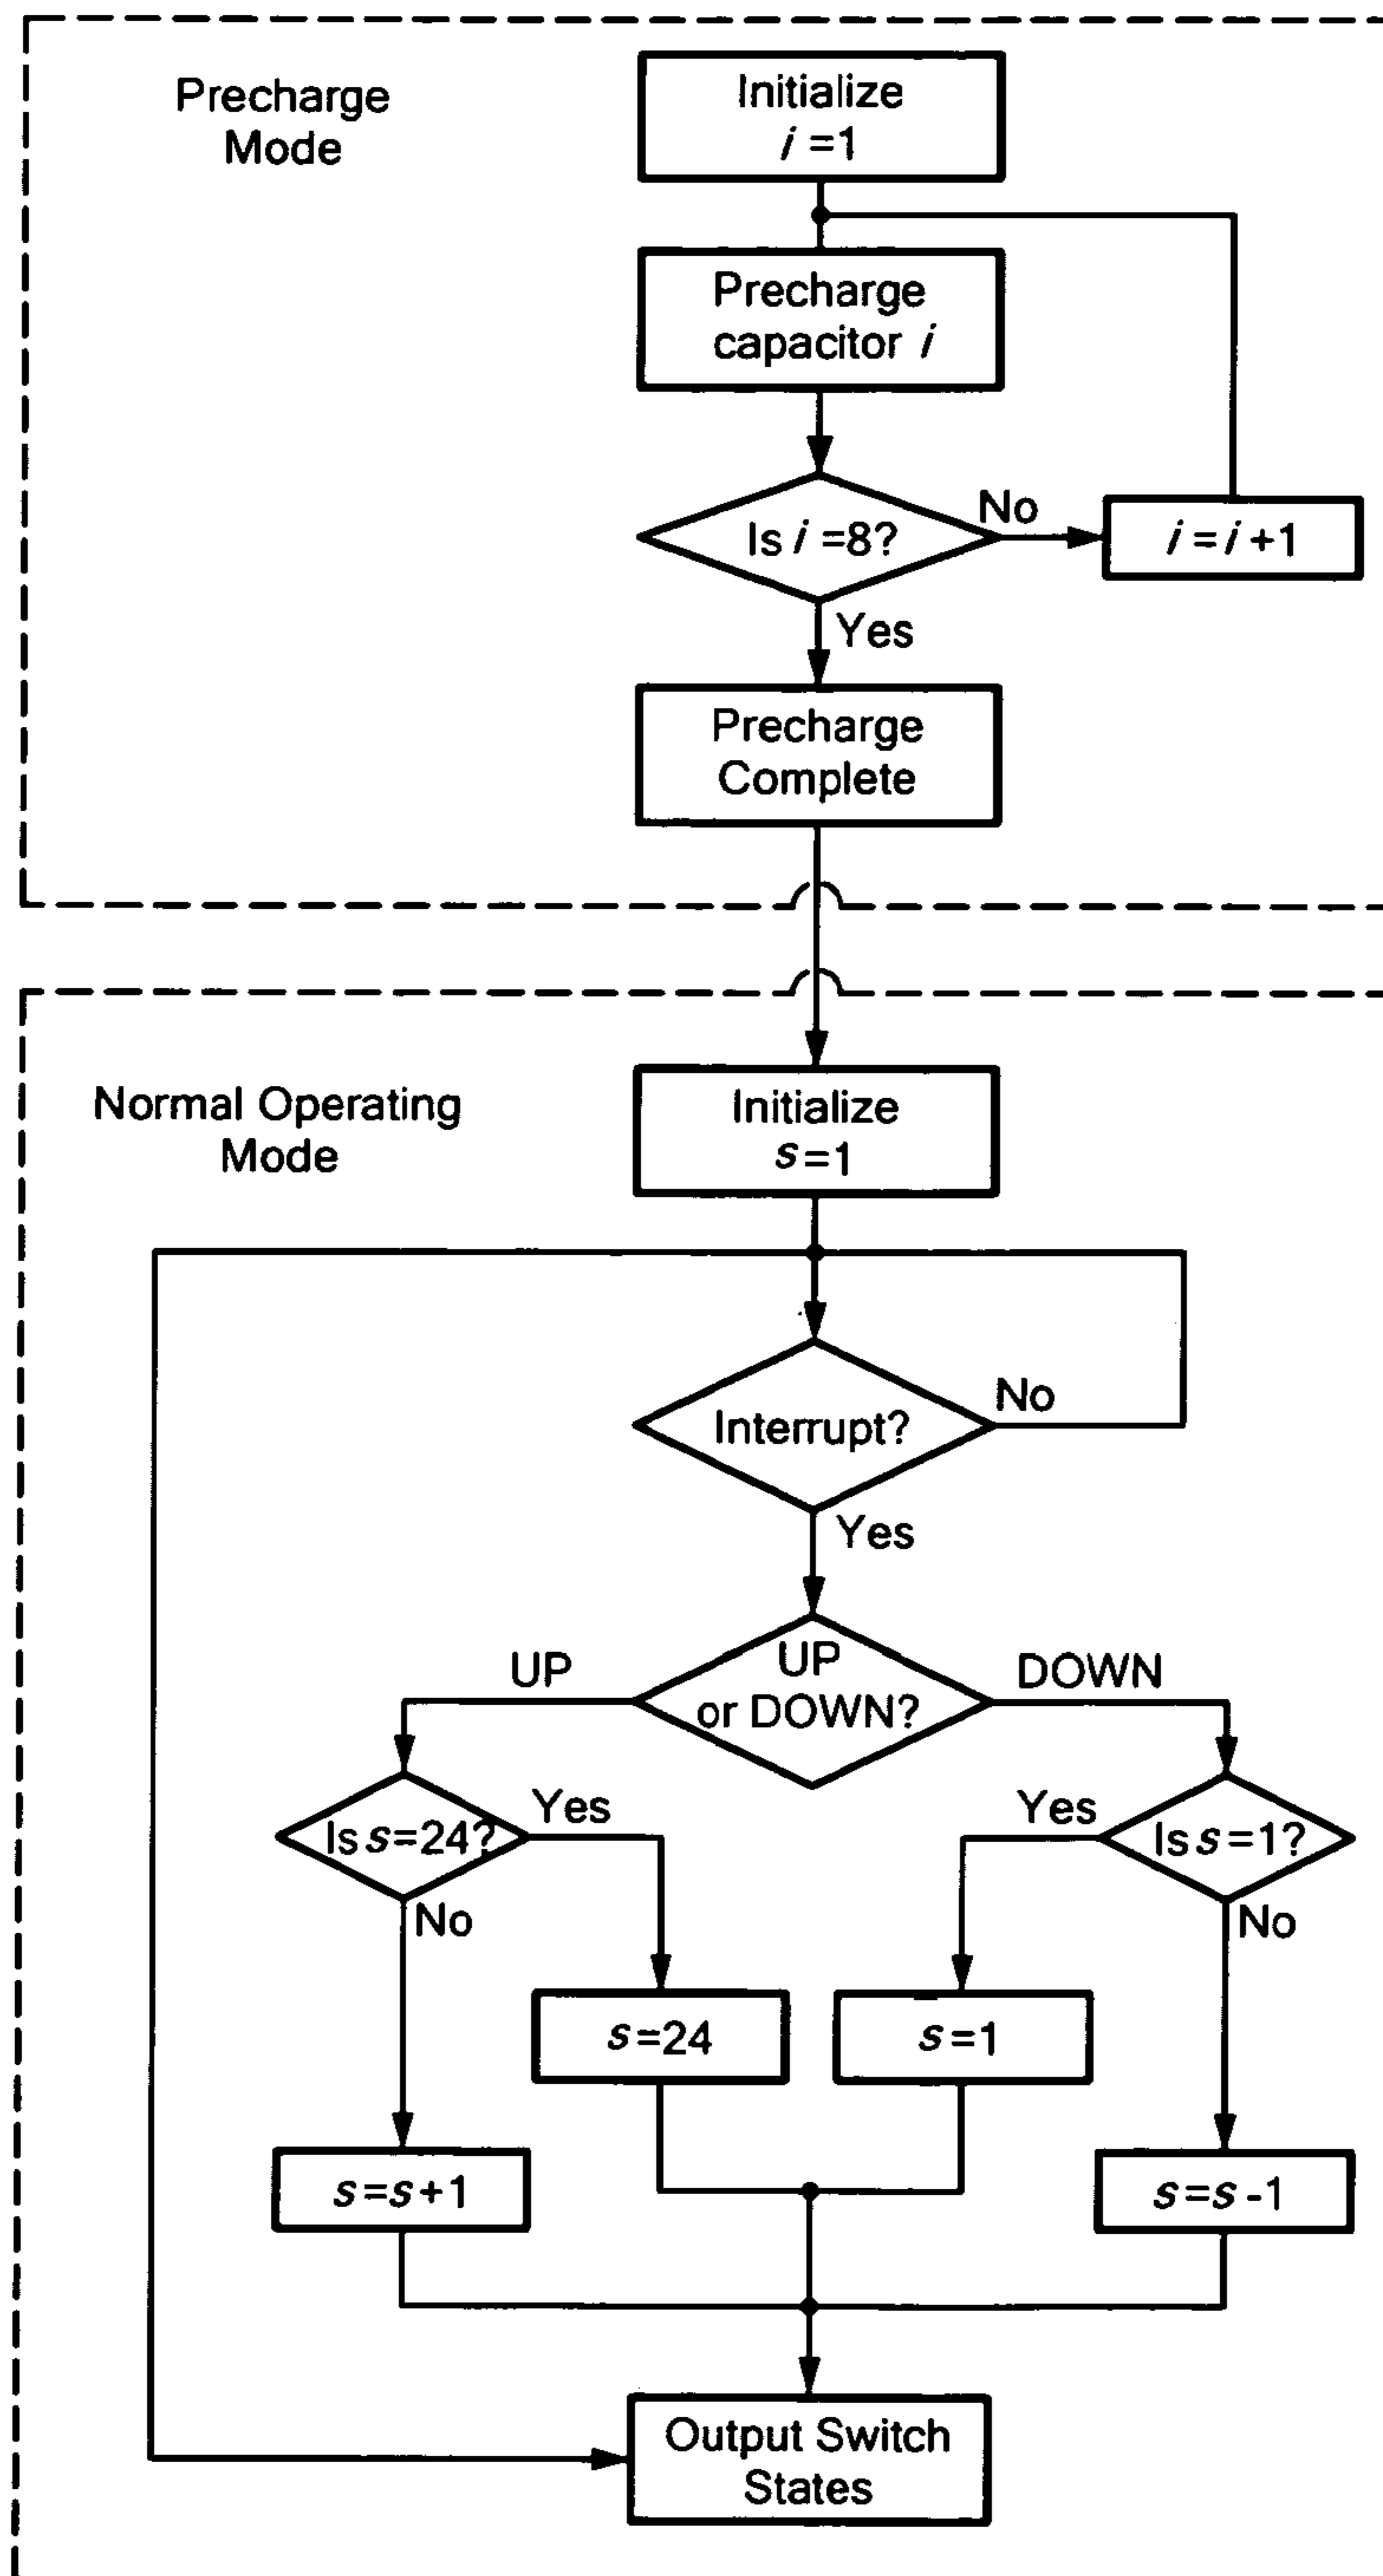 Precharge
Mode
Initialize
i =1
Precharge
capacitor i
Is i =8?
No
i = i +1
Yes
Precharge
Complete
Normal Operating
Mode
Initialize
s=1
Interrupt?
No
Yes
UP
UP
or DOWN?
DOWN
Is s=24?
Yes
Yes
Is s=1?
No
No
s=24
s=1
s=s+1
s=s-1
Output Switch
States